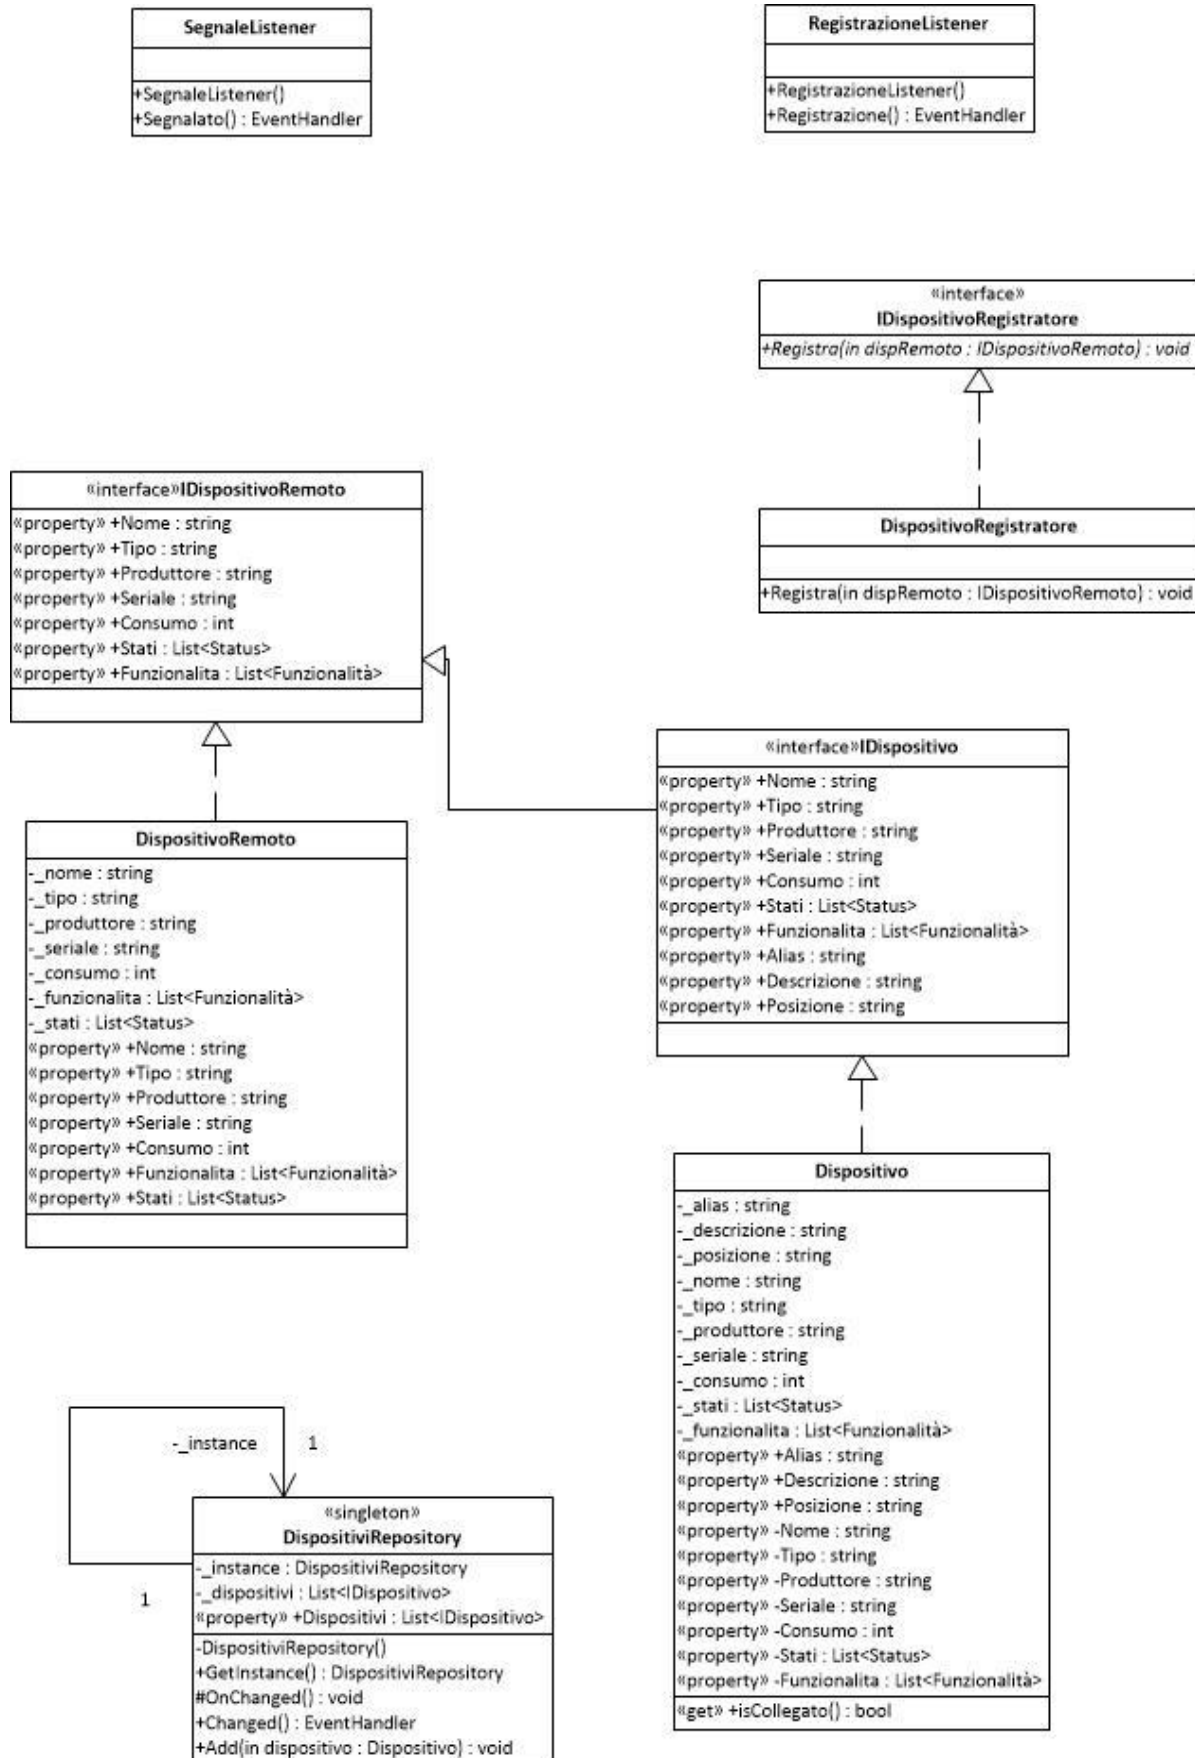 SegnaleListener
+SegnaleListener()
+Segnalato() : EventHandler
RegistrazioneListener
+RegistrazioneListener()
+Registrazione() : EventHandler
«interface»
IDispositivoRegistratore
+Registra(in dispRemoto : IDispositivoRemoto) : void
DispositivoRegistratore
+Registra(in dispRemoto : IDispositivoRemoto) : void
«interface»IDispositivoRemoto
«property» +Nome : string
«property» +Tipo : string
«property» +Produttore : string
«property» +Seriale : string
«property» +Consumo : int
«property» +Stati : List<Status>
«property» +Funzionalita : List<Funzionalità>
«interface»IDispositivo
«property» +Nome : string
«property» +Tipo : string
«property» +Produttore : string
«property» +Seriale : string
«property» +Consumo : int
«property» +Stati : List<Status>
«property» +Funzionalita : List<Funzionalità>
«property» +Alias : string
«property» +Descrizione : string
«property» +Posizione : string
DispositivoRemoto
-_nome : string
-_tipo : string
-_produttore : string
-_seriale : string
-_consumo : int
-_funzionalita : List<Funzionalità>
-_stati : List<Status>
«property» +Nome : string
«property» +Tipo : string
«property» +Produttore : string
«property» +Seriale : string
«property» +Consumo : int
«property» +Funzionalita : List<Funzionalità>
«property» +Stati : List<Status>
Dispositivo
-_alias : string
-_descrizione : string
-_posizione : string
-_nome : string
-_tipo : string
-_produttore : string
-_seriale : string
-_consumo : int
-_stati : List<Status>
-_funzionalita : List<Funzionalità>
«property» +Alias : string
«property» +Descrizione : string
«property» +Posizione : string
«property» -Nome : string
«property» -Tipo : string
«property» -Produttore : string
«property» -Seriale : string
«property» -Consumo : int
«property» -Stati : List<Status>
«property» -Funzionalita : List<Funzionalità>
«get» +isCollegato() : bool
-_instance 1
1
«singleton»
DispositiviRepository
-_instance : DispositiviRepository
-_dispositivi : List<IDispositivo>
«property» +Dispositivi : List<IDispositivo>
-DispositiviRepository()
+GetInstance() : DispositiviRepository
#OnChanged() : void
+Changed() : EventHandler
+Add(in dispositivo : Dispositivo) : void